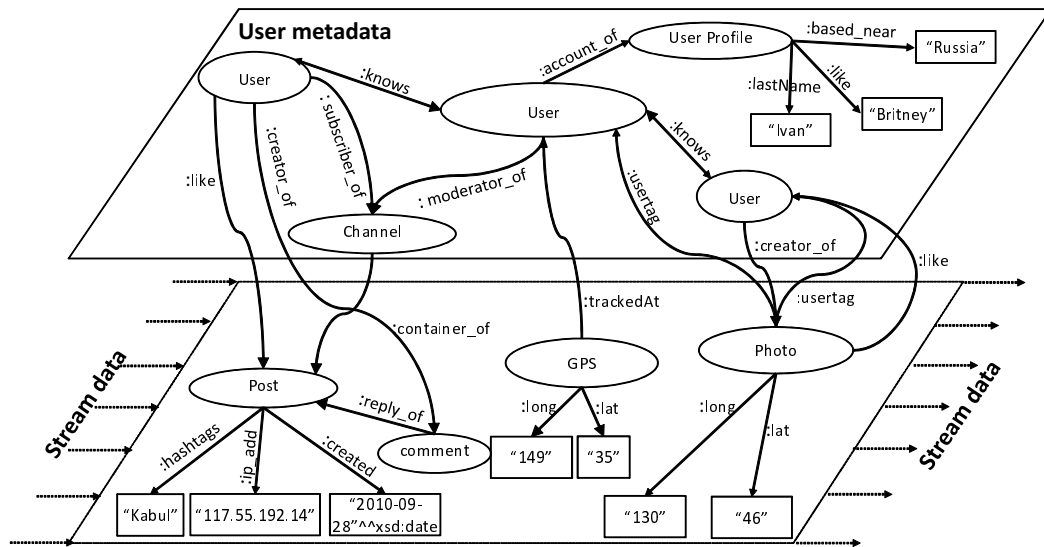 User metadata
User Profile
:based_near
"Russia"
:account_of
:like
:lastName
"Britney"
"Ivan"
User
:knows
User
: subscriber_of
:creator_of
:knows
:like
: moderator_of
:usertag
User
Channel
:creator_of
:like
:trackedAt
:usertag
:container_of
Stream data
Post
GPS
Photo
Stream data
:reply_of
:long
:lat
:long
:lat
:hashtags
:ip_add
:created
comment
"149"
"35"
"Kabul"
"117.55.192.14"
"2010-09-
28"^^xsd:date
"130"
"46"